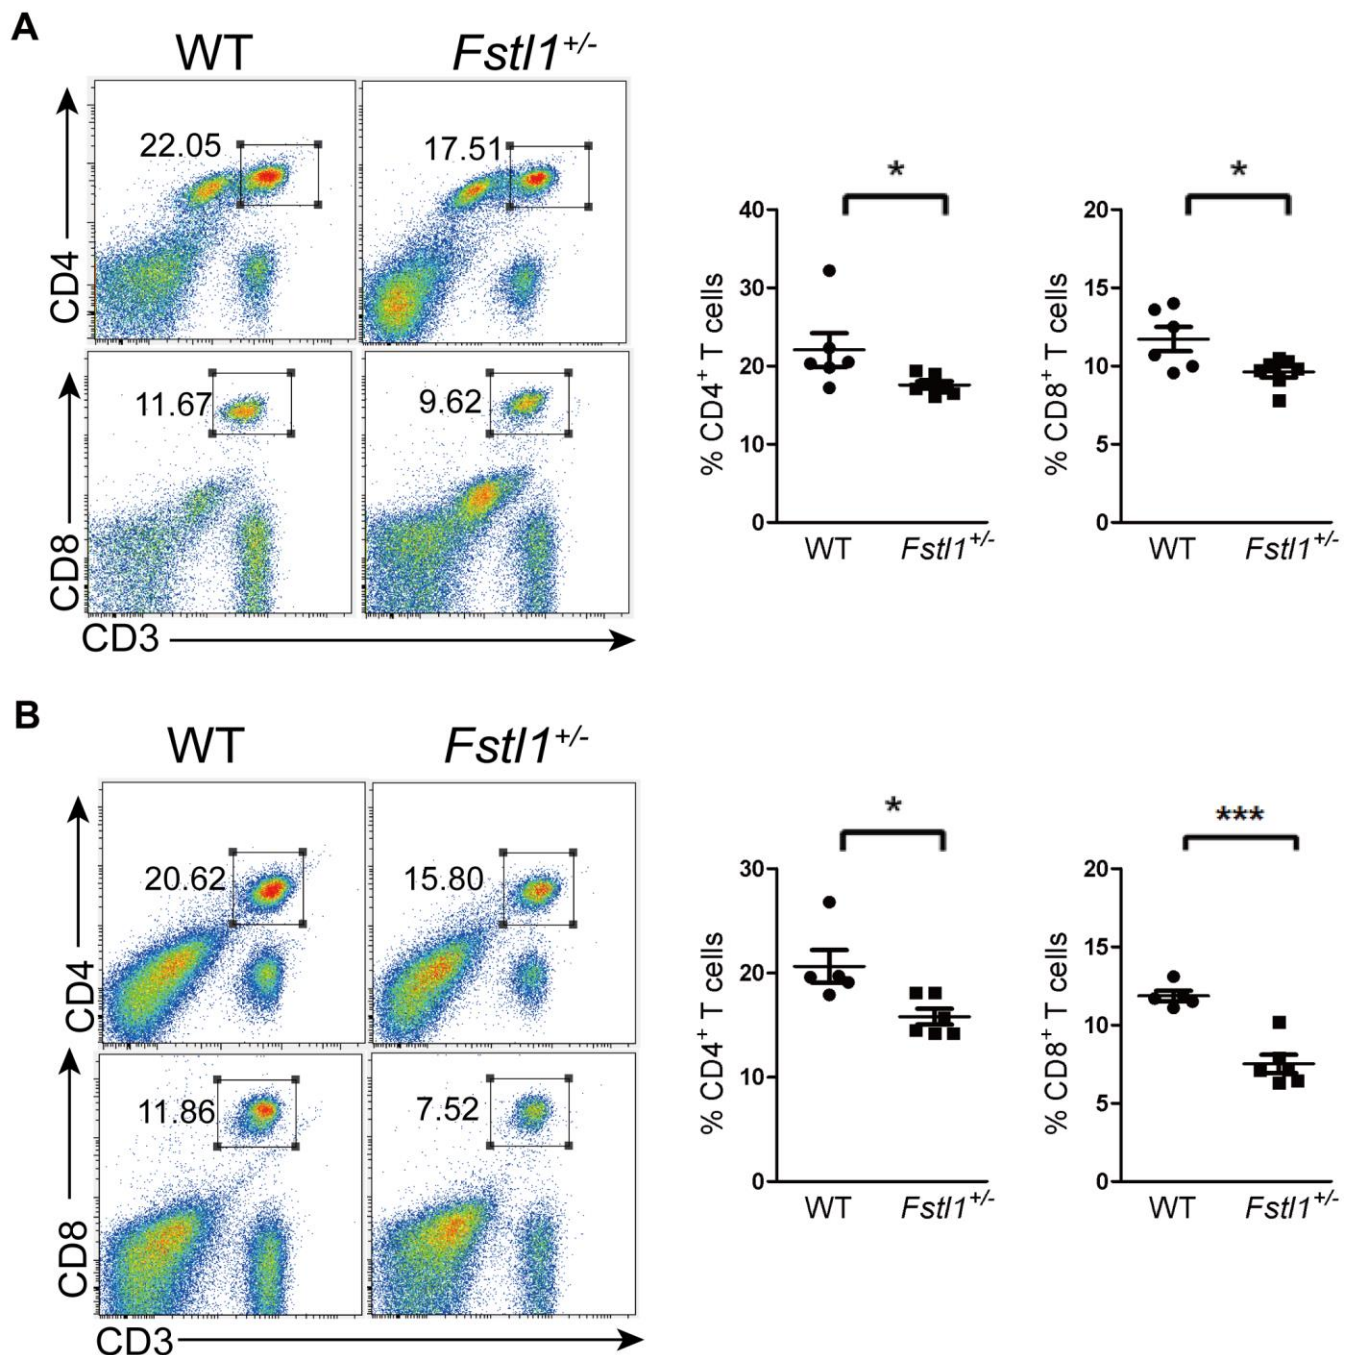 A
WT Fstl1+/-
22.05 17.51
CD4
11.67 9.62
CD8
CD3
*
40
30
20
10
0
% CD4+ T cells
WT Fstl1+/-
*
20
15
10
5
0
% CD8+ T cells
WT Fstl1+/-
B
WT Fstl1+/-
20.62 15.80
CD4
11.86 7.52
CD8
CD3
*
30
20
10
0
% CD4+ T cells
WT Fstl1+/-
***
20
15
10
5
0
% CD8+ T cells
WT Fstl1+/-